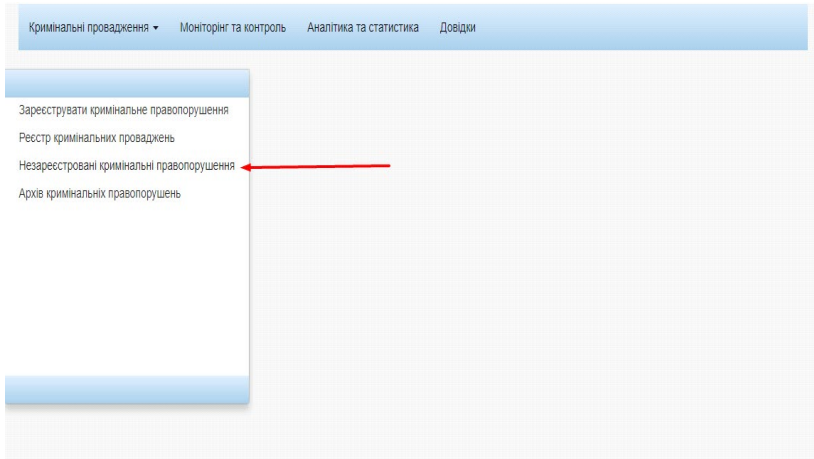 Кримінальні провадження Моніторінг та контроль Аналітика та статистика Довідки
Зареєструвати кримінальне правопорушення
Реєстр кримінальних проваджень
Незареєстровані кримінальні правопорушення
Архів кримінальніх правопорушень